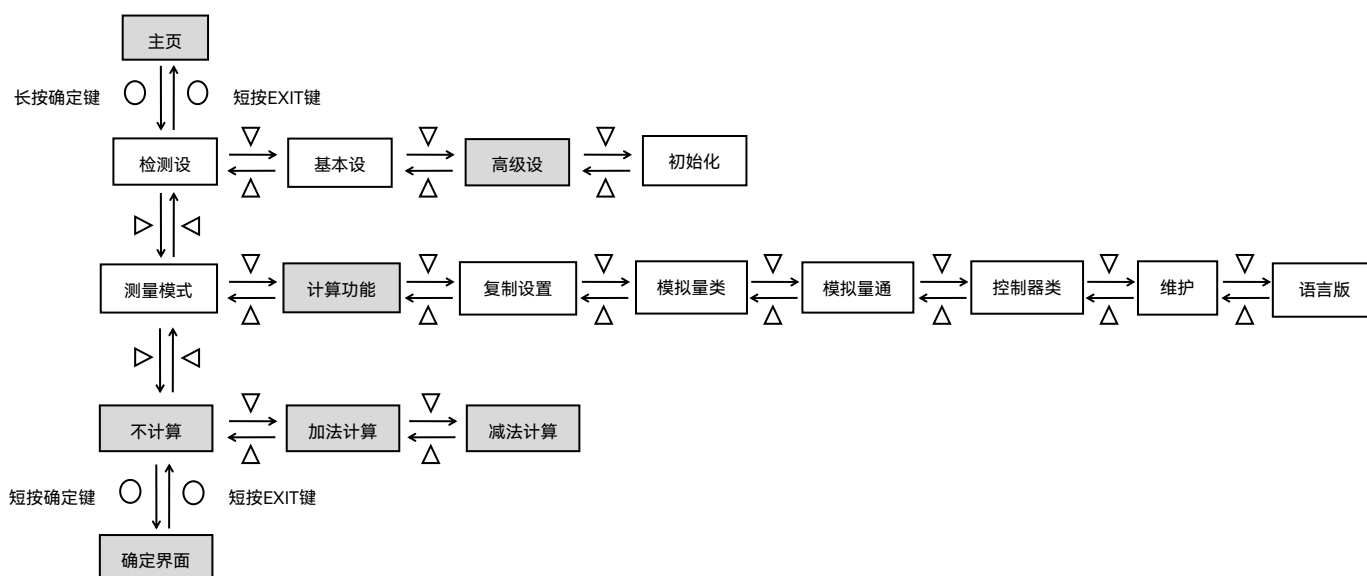 主页
长按确定键
短按EXIT键
检测设
基本设
高级设
初始化
测量模式
计算功能
复制设置
模拟量类
模拟量通
控制器类
维护
语言版
不计算
加法计算
减法计算
短按确定键
短按EXIT键
确定界面